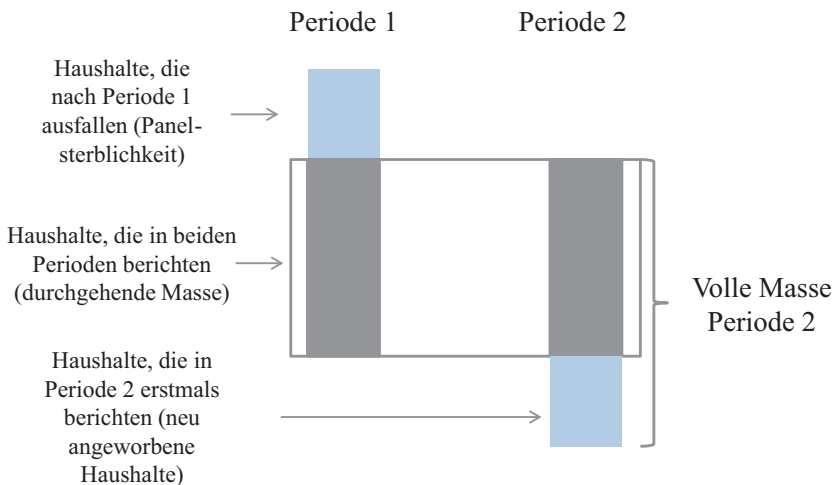 Periode 1
Periode 2
Haushalte, die
nach Periode 1
ausfallen (Panel-
sterblichkeit)
Haushalte, die in beiden
Perioden berichten
(durchgehende Masse)
Volle Masse
Periode 2
Haushalte, die in
Periode 2 erstmals
berichten (neu
angeworbene
Haushalte)